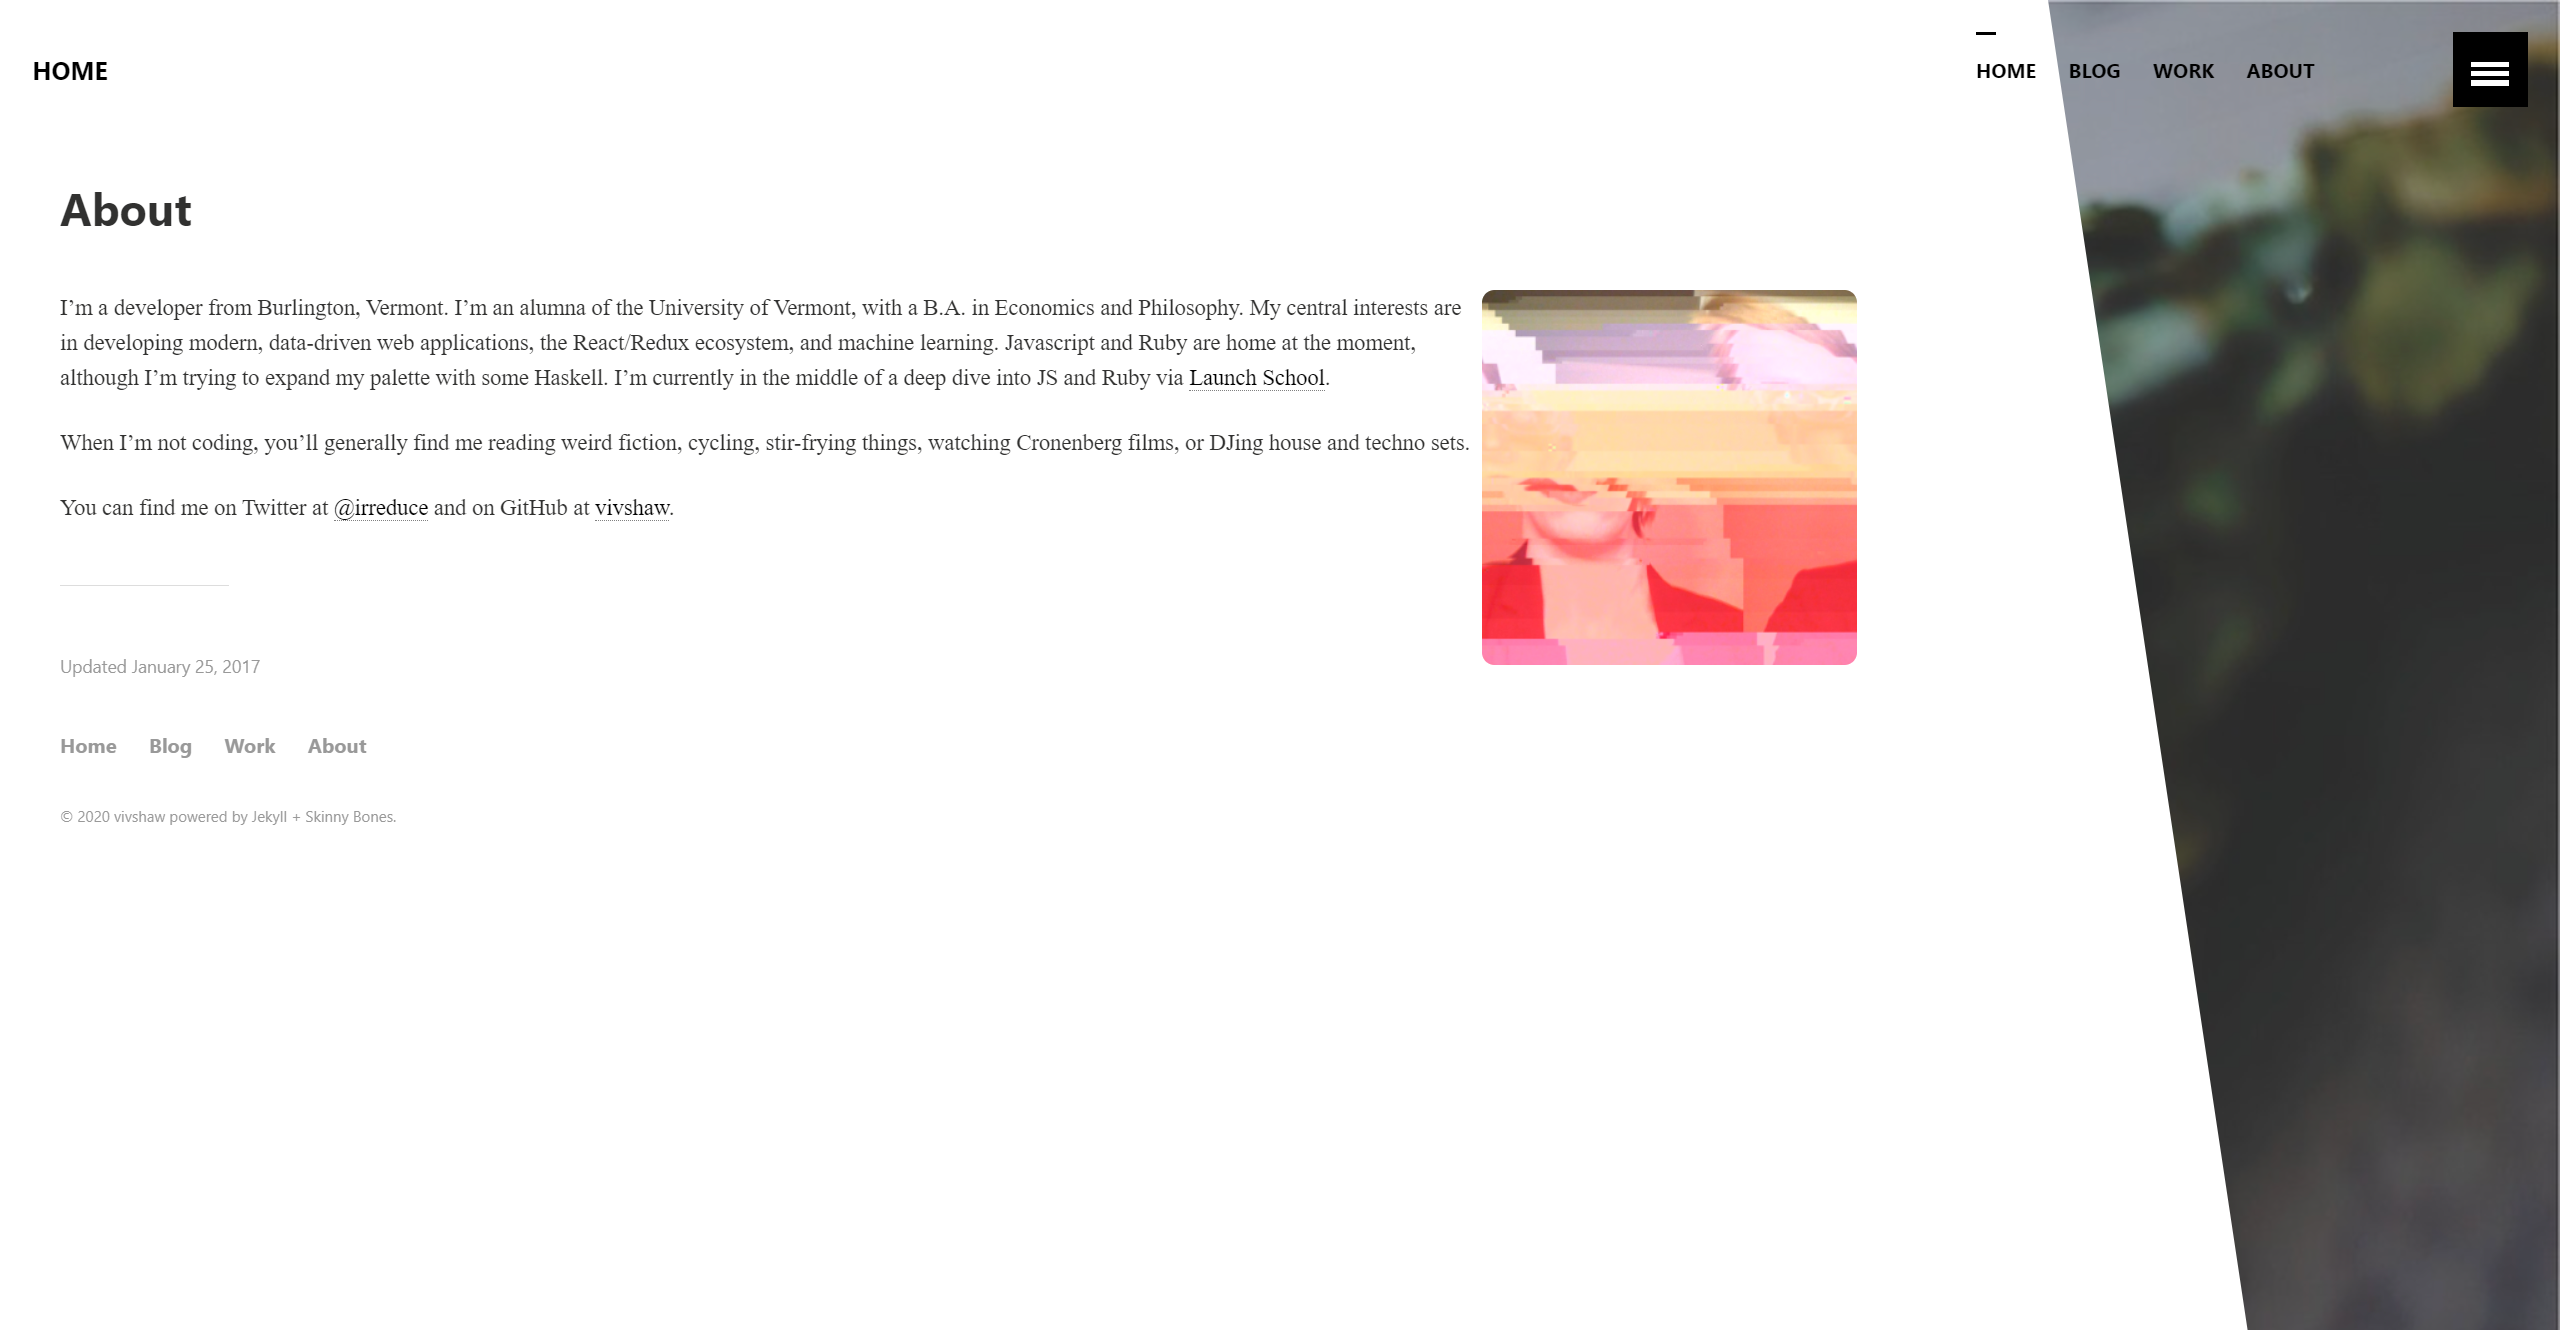 HOME
HOME BLOG WORK ABOUT
About
I’m a developer from Burlington, Vermont. I’m an alumna of the University of Vermont, with a B.A. in Economics and Philosophy. My central interests are
in developing modern, data-driven web applications, the React/Redux ecosystem, and machine learning. Javascript and Ruby are home at the moment,
although I’m trying to expand my palette with some Haskell. I’m currently in the middle of a deep dive into JS and Ruby via Launch School.
When I’m not coding, you’ll generally find me reading weird fiction, cycling, stir-frying things, watching Cronenberg films, or DJing house and techno sets.
You can find me on Twitter at @irreduce and on GitHub at vivshaw.
Updated January 25, 2017
Home Blog Work About
© 2020 vivshaw powered by Jekyll + Skinny Bones.